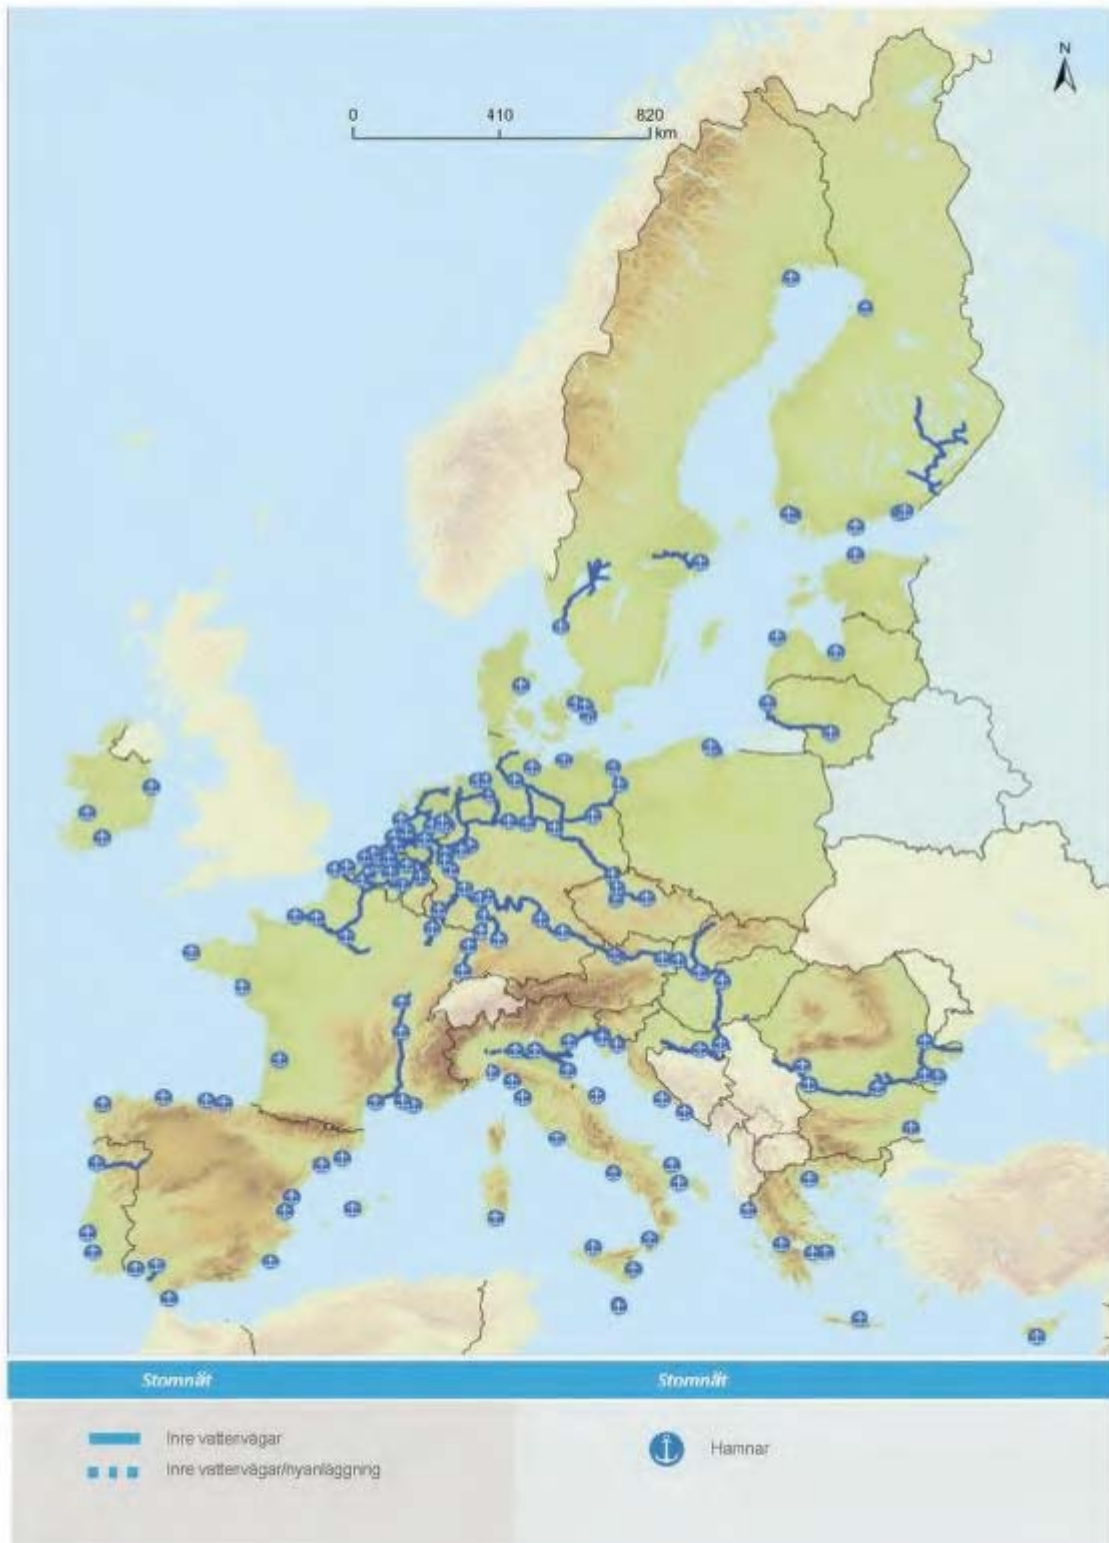 N
0 410 820
km
Stomnät Stomnät
Inre vattenvägar
Inre vattenvägar/nyanläggning
Hamnar